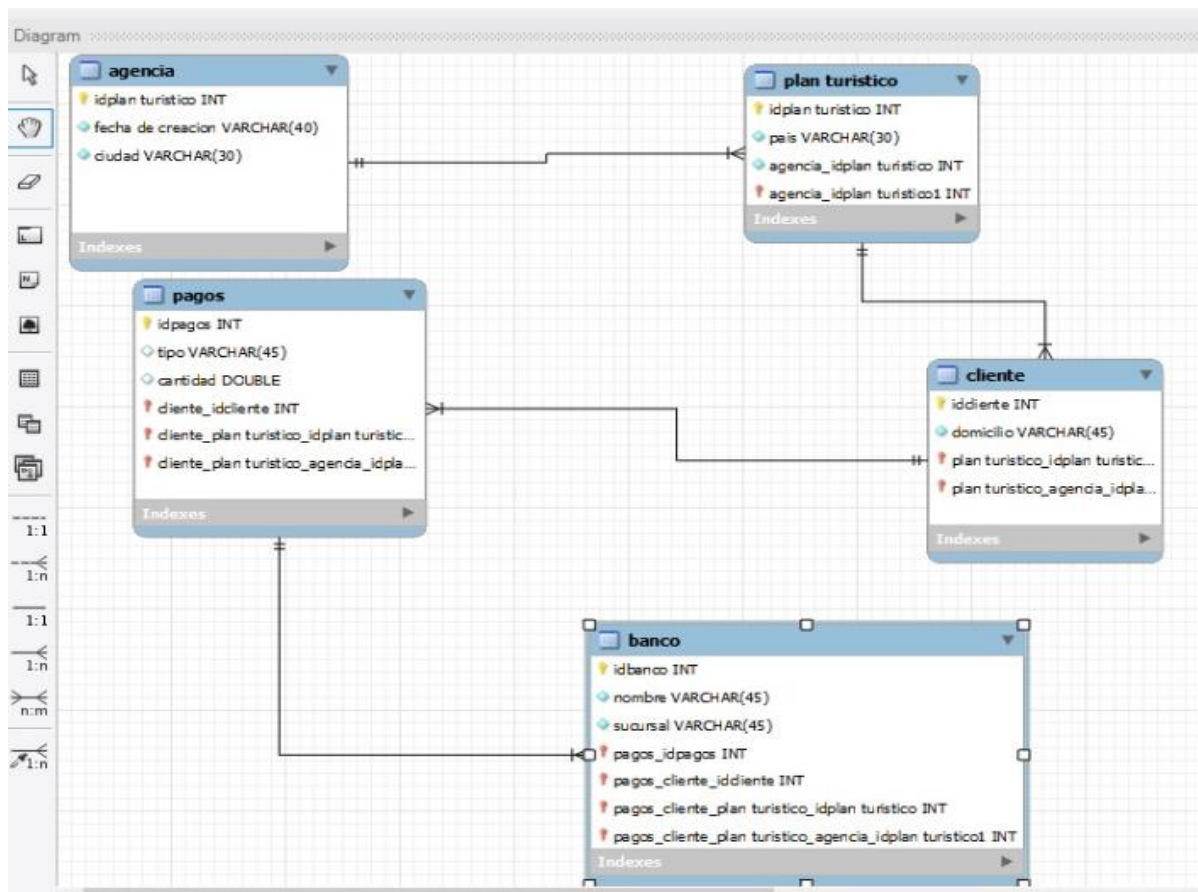 Diagram
agencia
idplan turistico INT
fecha de creacion VARCHAR(40)
ciudad VARCHAR(30)
Indexes
plan turistico
idplan turistico INT
pais VARCHAR(30)
agencia_idplan turistico INT
agencia_idplan turistico1 INT
Indexes
pagos
idpagos INT
tipo VARCHAR(45)
cantidad DOUBLE
cliente_idcliente INT
cliente_plan turistico_idplan turistic...
cliente_plan turistico_agencia_idpla...
Indexes
cliente
idcliente INT
domicilio VARCHAR(45)
plan turistico_idplan turistic...
plan turistico_agencia_idpla...
Indexes
banco
idbanco INT
nombre VARCHAR(45)
sucursal VARCHAR(45)
pagos_idpagos INT
pagos_cliente_idcliente INT
pagos_cliente_plan turistico_idplan turistico INT
pagos_cliente_plan turistico_agencia_idplan turistico1 INT
Indexes
1:1
1:n
1:1
1:n
n:m
1:n